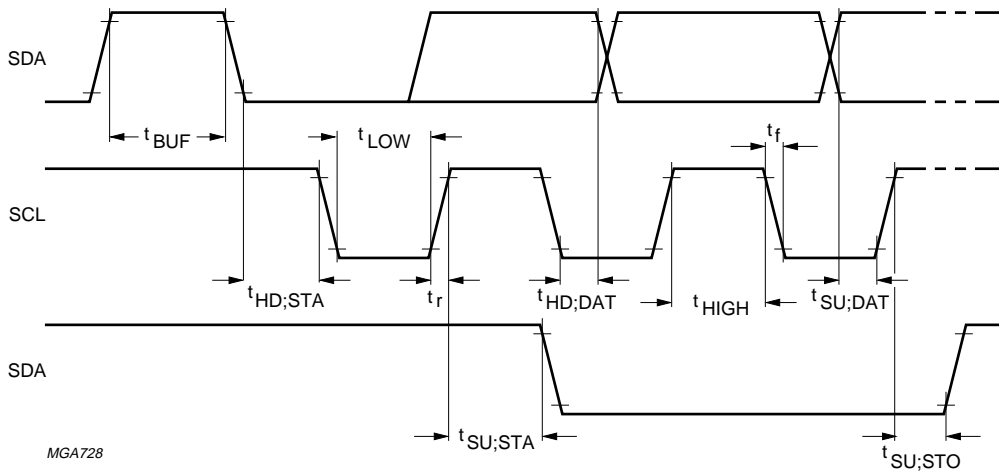 SDA
t BUF
t LOW
t f
SCL
t HD;STA
t r
t HD;DAT
t HIGH
t SU;DAT
SDA
t SU;STA
t SU;STO
MGA728